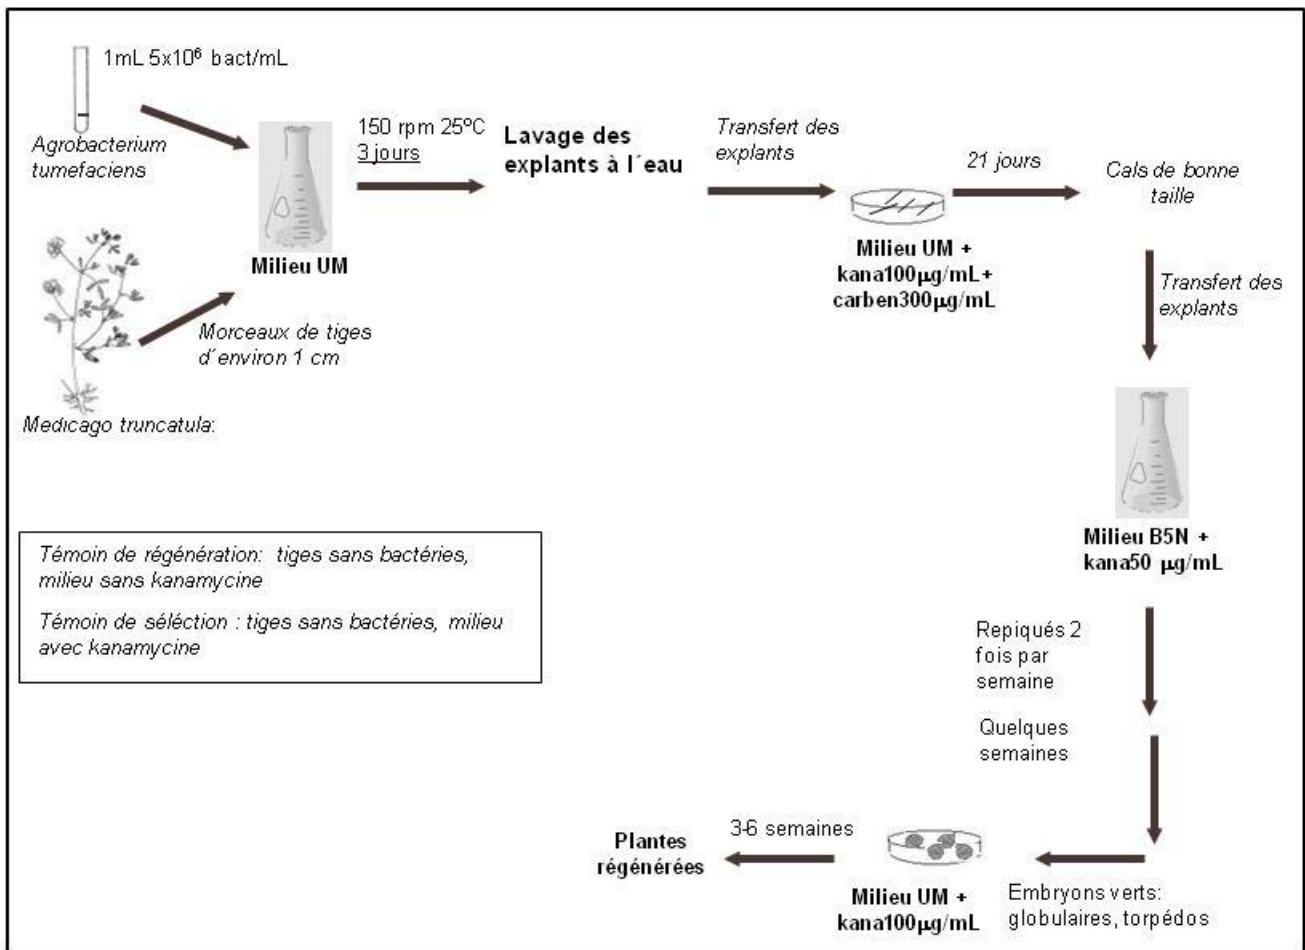 1mL 5x10⁶ bact/mL
Agrobacterium
tumefaciens
Milieu UM
150 rpm 25ºC
3 jours
Lavage des
explants à l´eau
Transfert des
explants
Milieu UM +
kana100µg/mL+
carben300µg/mL
21 jours
Cals de bonne
taille
Morceaux de tiges
d´environ 1 cm
Medicago truncatula:
Transfert des
explants
Milieu B5N +
kana50 µg/mL
Témoin de régénération: tiges sans bactéries,
milieu sans kanamycine
Témoin de séléction : tiges sans bactéries, milieu
avec kanamycine
Repiqués 2
fois par
semaine
Quelques
semaines
Embryons verts:
globulaires, torpédos
Milieu UM +
kana100µg/mL
3-6 semaines
Plantes
régénérées